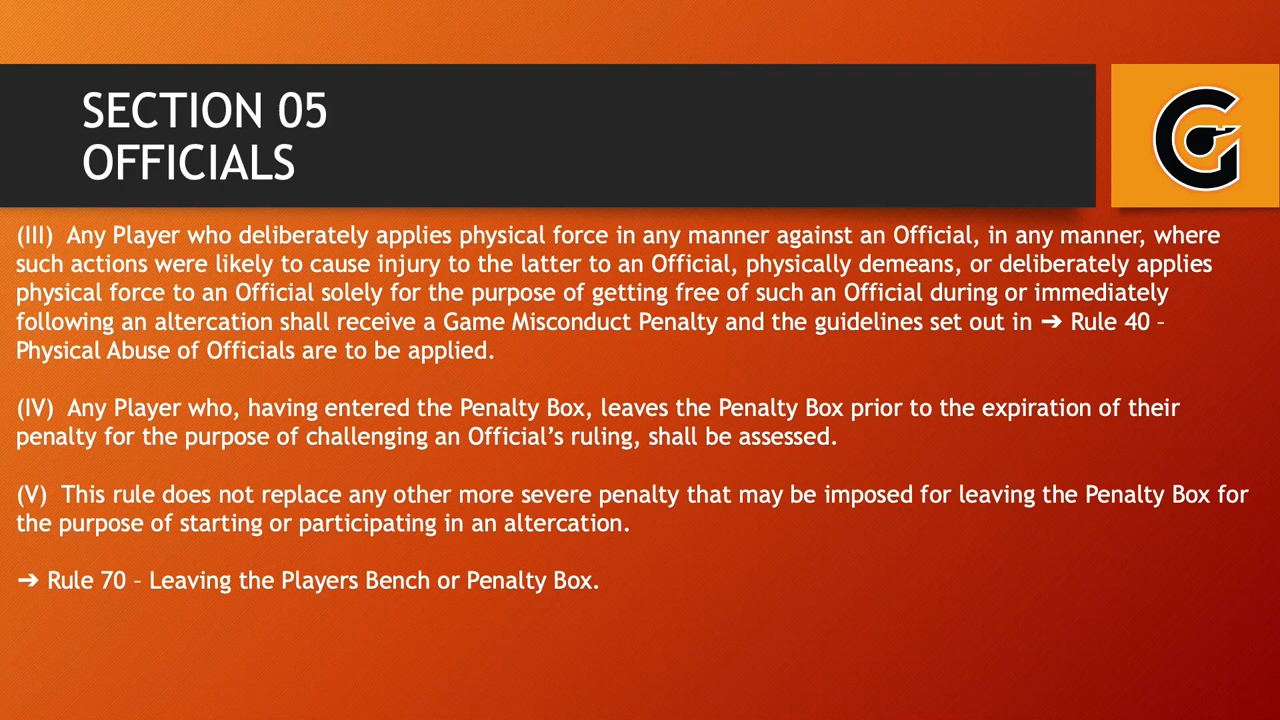 SECTION 05
OFFICIALS
G
(III) Any Player who deliberately applies physical force in any manner against an Official, in any manner, where
such actions were likely to cause injury to the latter to an Official, physically demeans, or deliberately applies
physical force to an Official solely for the purpose of getting free of such an Official during or immediately
following an altercation shall receive a Game Misconduct Penalty and the guidelines set out in ➔ Rule 40 –
Physical Abuse of Officials are to be applied.
(IV) Any Player who, having entered the Penalty Box, leaves the Penalty Box prior to the expiration of their
penalty for the purpose of challenging an Official’s ruling, shall be assessed.
(V) This rule does not replace any other more severe penalty that may be imposed for leaving the Penalty Box for
the purpose of starting or participating in an altercation.
➔ Rule 70 – Leaving the Players Bench or Penalty Box.